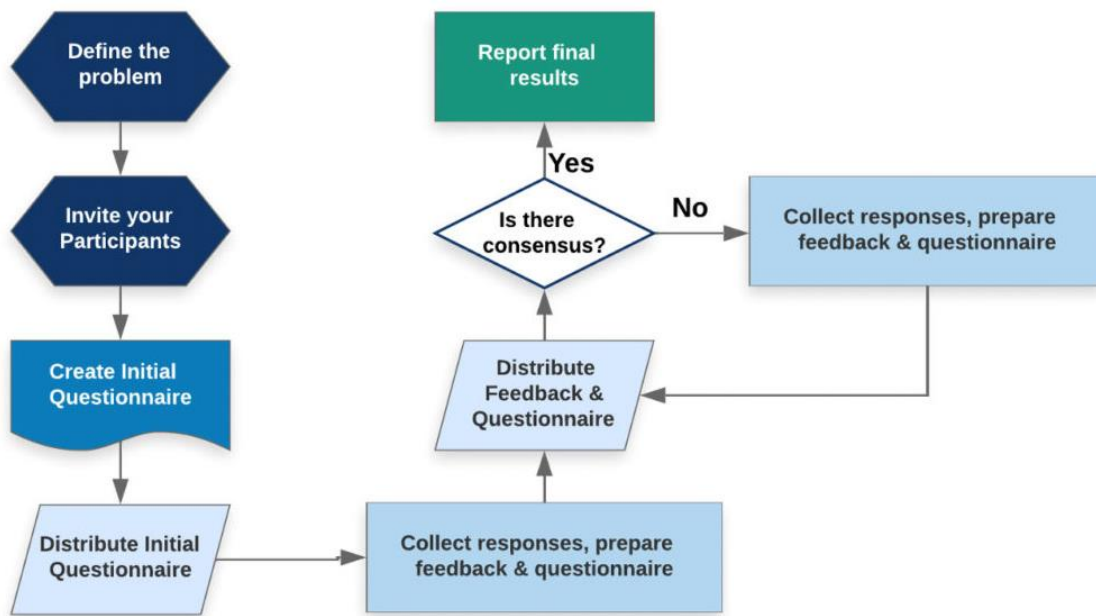 Define the
problem
Invite your
Participants
Create Initial
Questionnaire
Distribute Initial
Questionnaire
Collect responses, prepare
feedback & questionnaire
Distribute
Feedback &
Questionnaire
Is there
consensus?
Yes
No
Report final
results
Collect responses, prepare
feedback & questionnaire